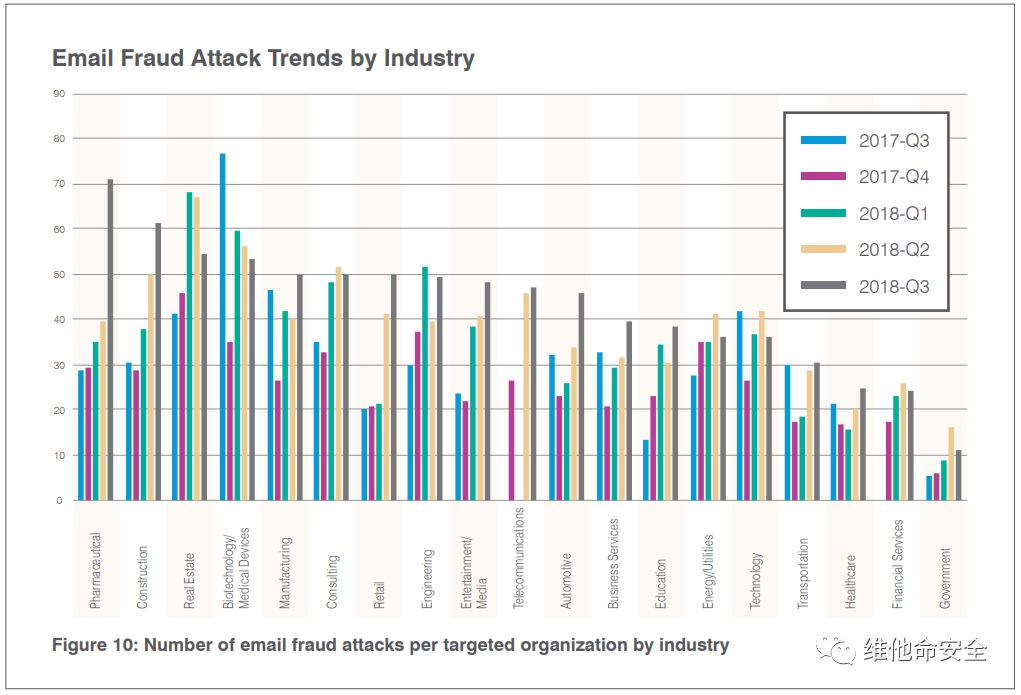 Email Fraud Attack Trends by Industry
90
80
70
60
50
40
30
20
10
0
2017-Q3
2017-Q4
2018-Q1
2018-Q2
2018-Q3
Pharmaceutical
Construction
Real Estate
Biotechnology/
Medical Devices
Manufacturing
Consulting
Retail
Engineering
Entertainment/
Media
Telecommunications
Automotive
Business Services
Education
Energy/Utilities
Technology
Transportation
Healthcare
Financial Services
Government
Figure 10: Number of email fraud attacks per targeted organization by industry
维他命安全